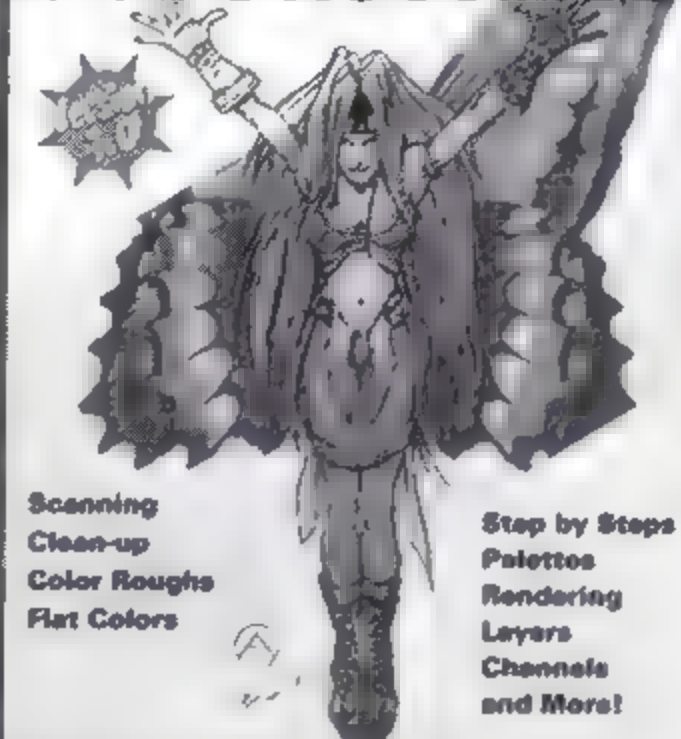 Scanning
Clean-up
Color Roughs
Flat Colors
Step by Steps
Palettes
Rendering
Layers
Channels
and More!